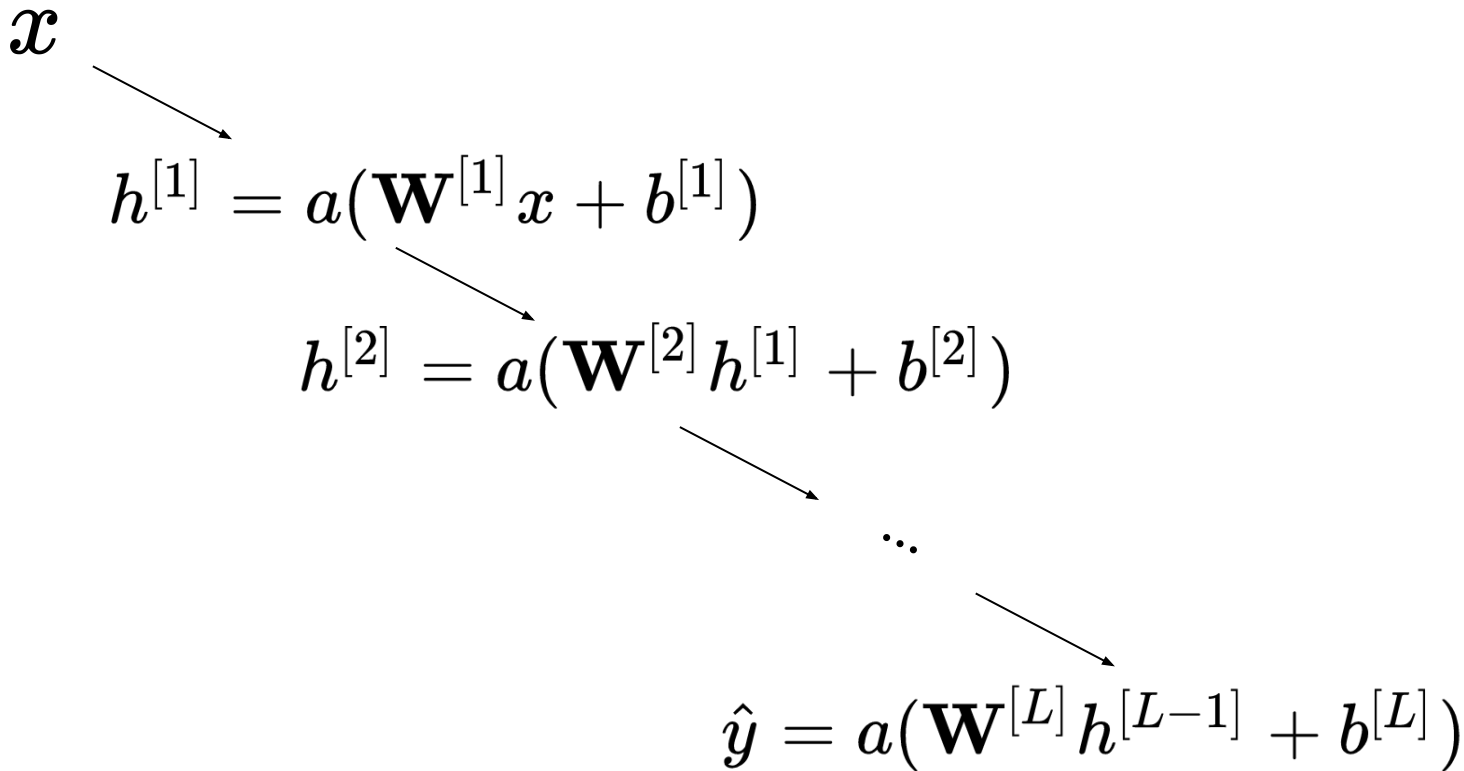 x
h^{[1]} = a(𝐖^{[1]}x + b^{[1]})
h^{[2]} = a(𝐖^{[2]}h^{[1]} + b^{[2]})
...
ŷ = a(𝐖^{[L]}h^{[L−1]} + b^{[L]})